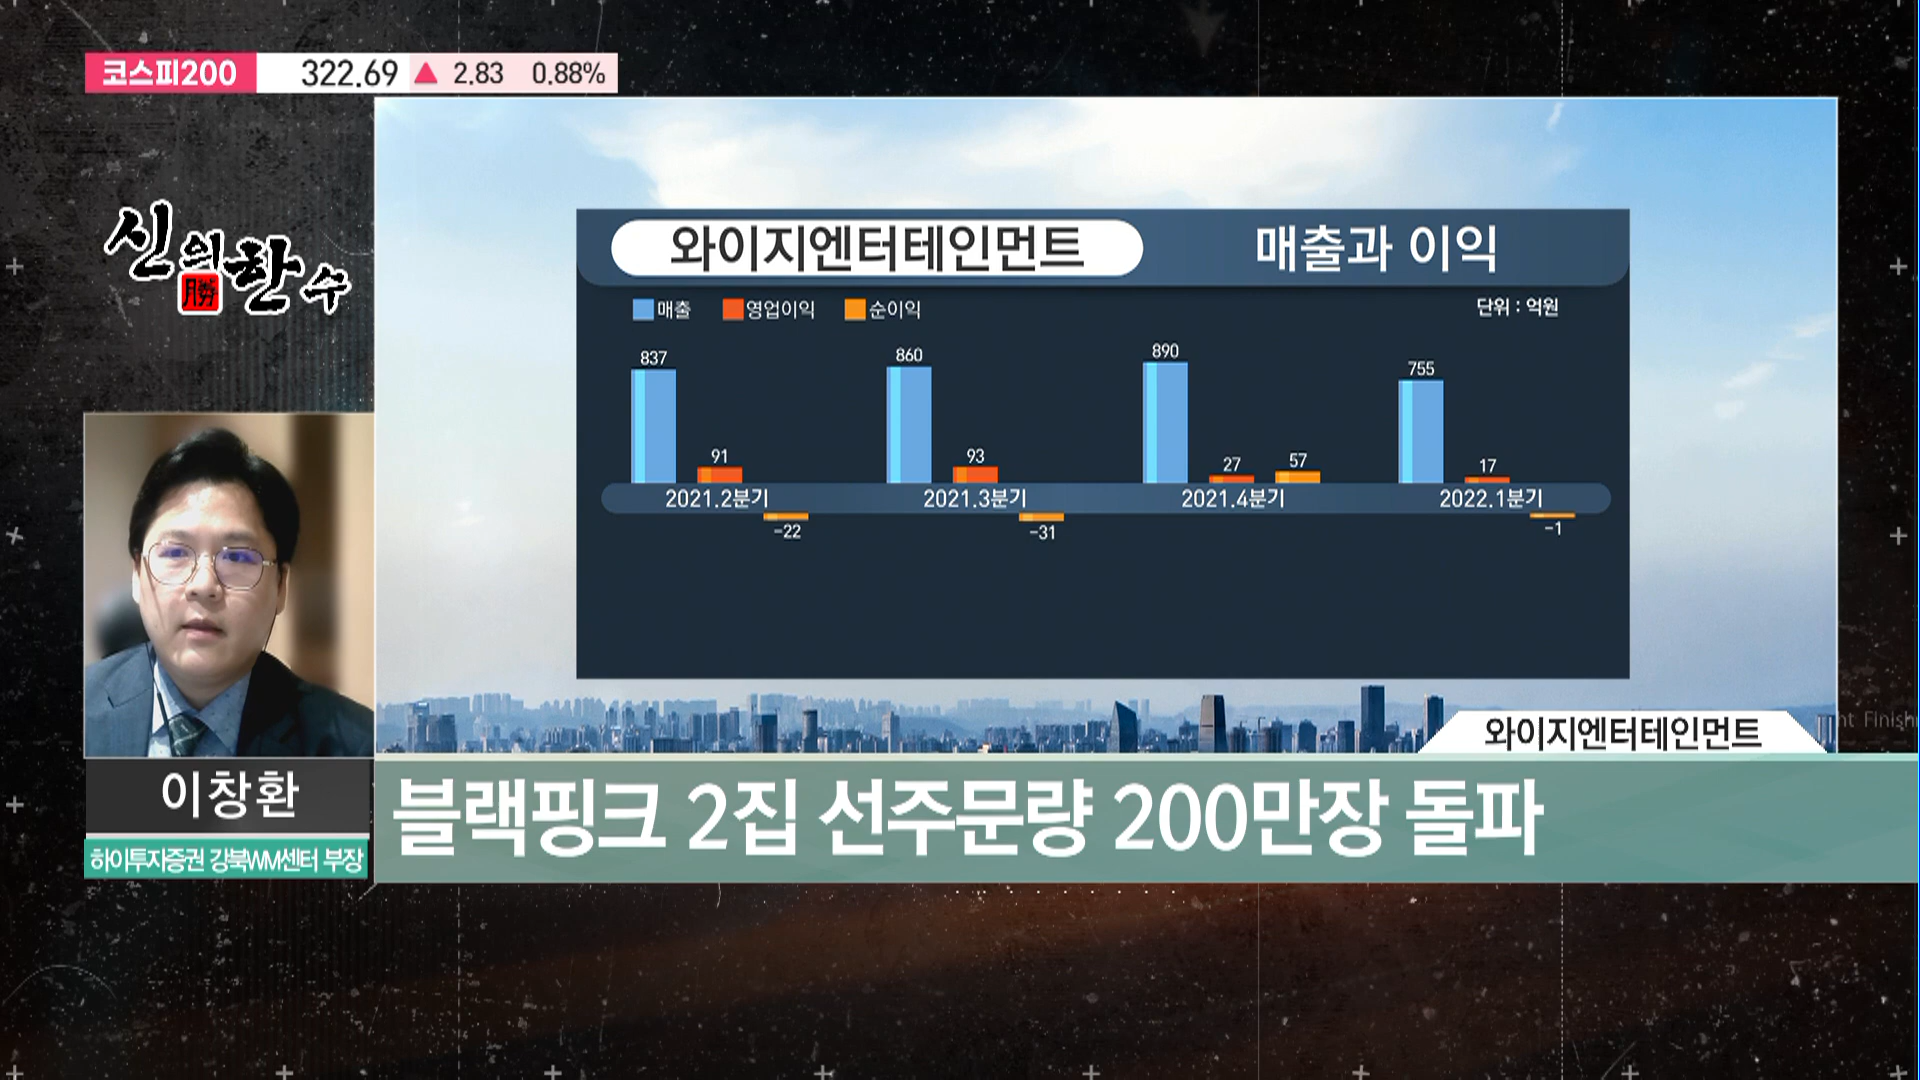 코스피200 322.69 ▲ 2.83 0.88%
신의한수
勝
와이지엔터테인먼트 매출과 이익
매출 영업이익 순이익 단위 : 억원
837 91 -22
860 93 -31
890 27 57
755 17 -1
2021.2분기 2021.3분기 2021.4분기 2022.1분기
와이지엔터테인먼트
이창환
하이투자증권 강북WM센터 부장
블랙핑크 2집 선주문량 200만장 돌파